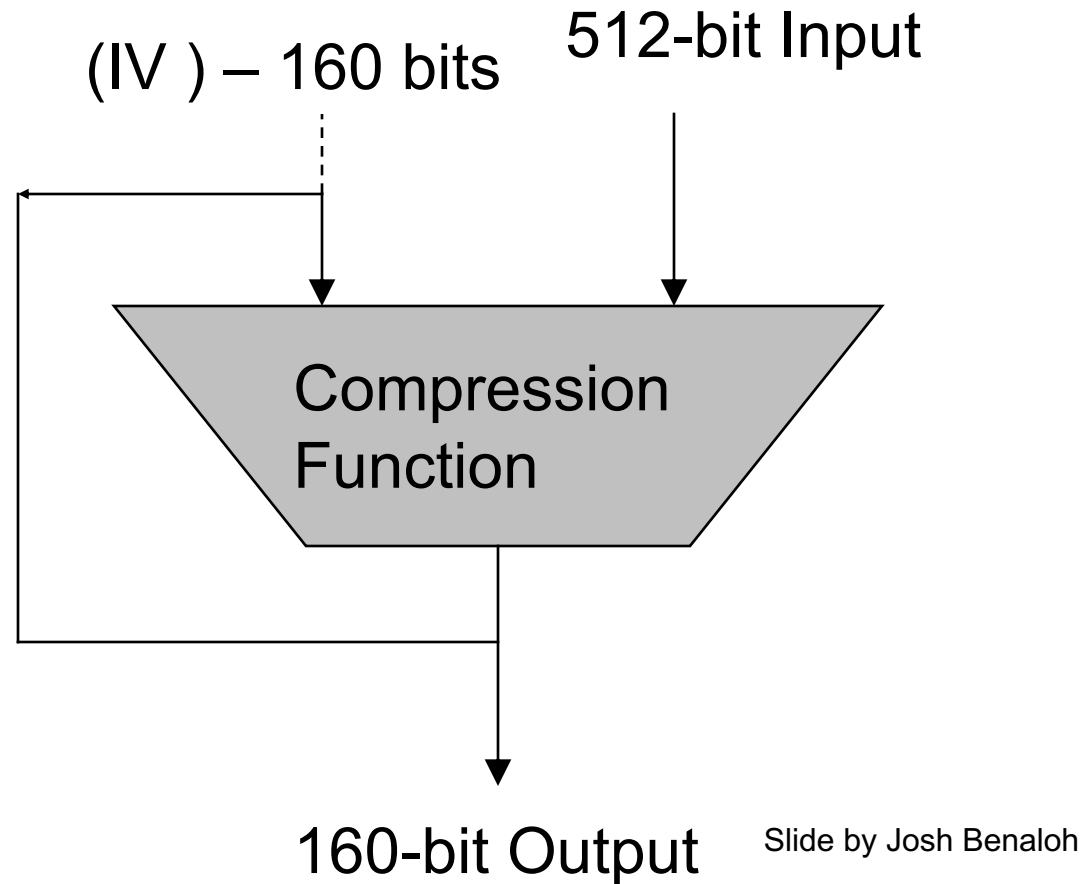 (IV ) – 160 bits
512-bit Input
Compression
Function
160-bit Output
Slide by Josh Benaloh